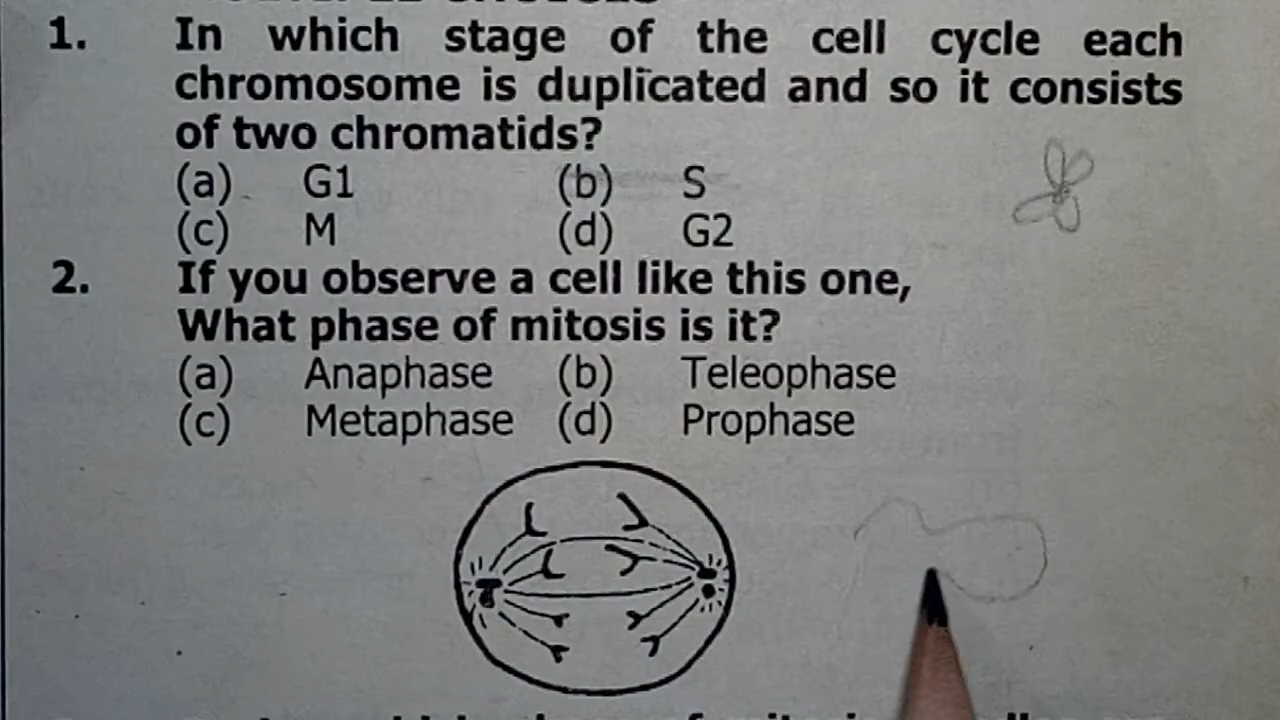 1. In which stage of the cell cycle each
chromosome is duplicated and so it consists
of two chromatids?
(a) G1 (b) S
(c) M (d) G2
2. If you observe a cell like this one,
What phase of mitosis is it?
(a) Anaphase (b) Teleophase
(c) Metaphase (d) Prophase